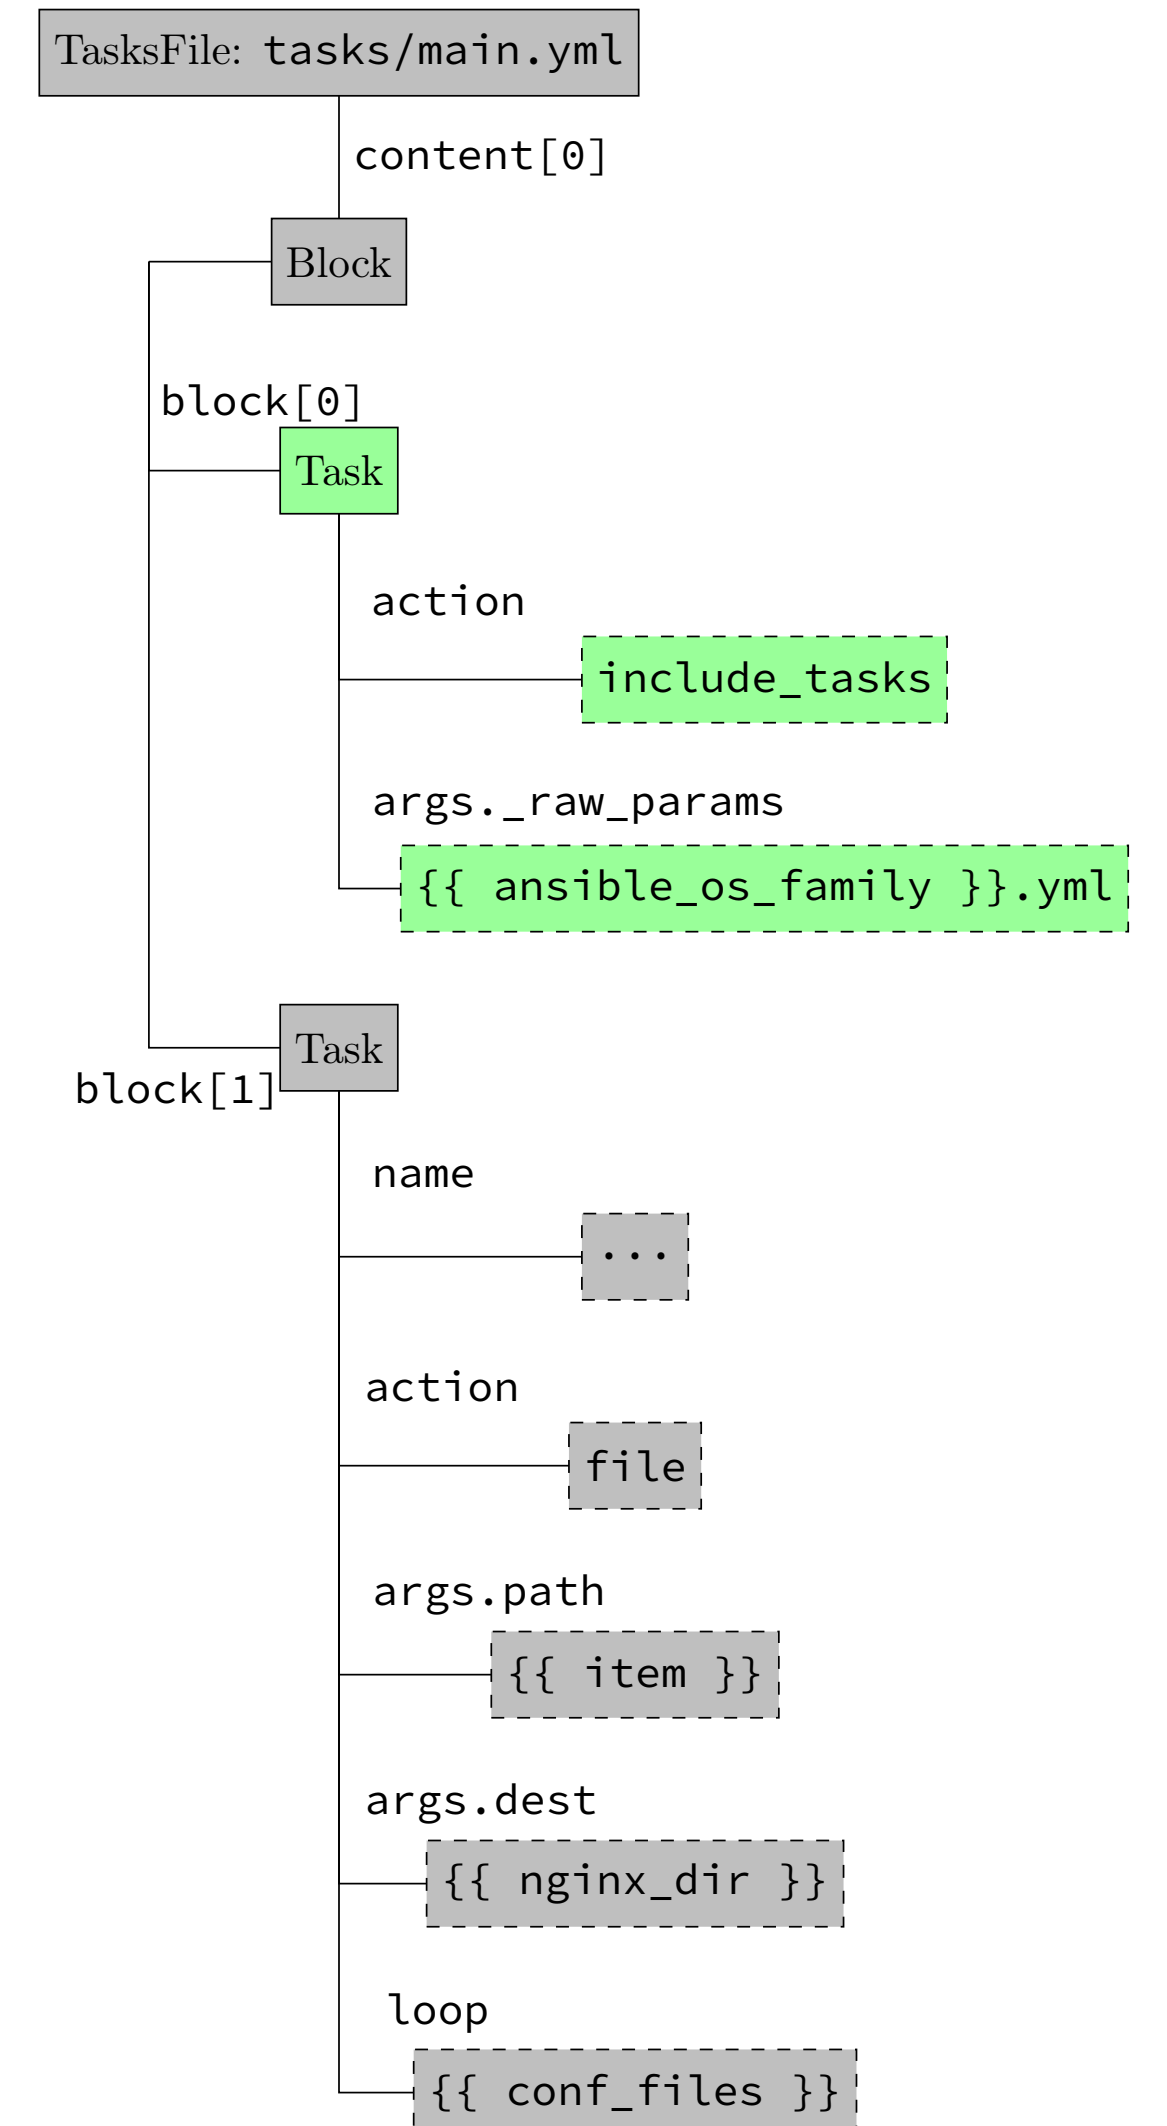 TasksFile: tasks/main.yml
content[0]
Block
block[0]
Task
action
include_tasks
args._raw_params
{{ ansible_os_family }}.yml
Task
block[1]
name
...
action
file
args.path
{{ item }}
args.dest
{{ nginx_dir }}
loop
{{ conf_files }}